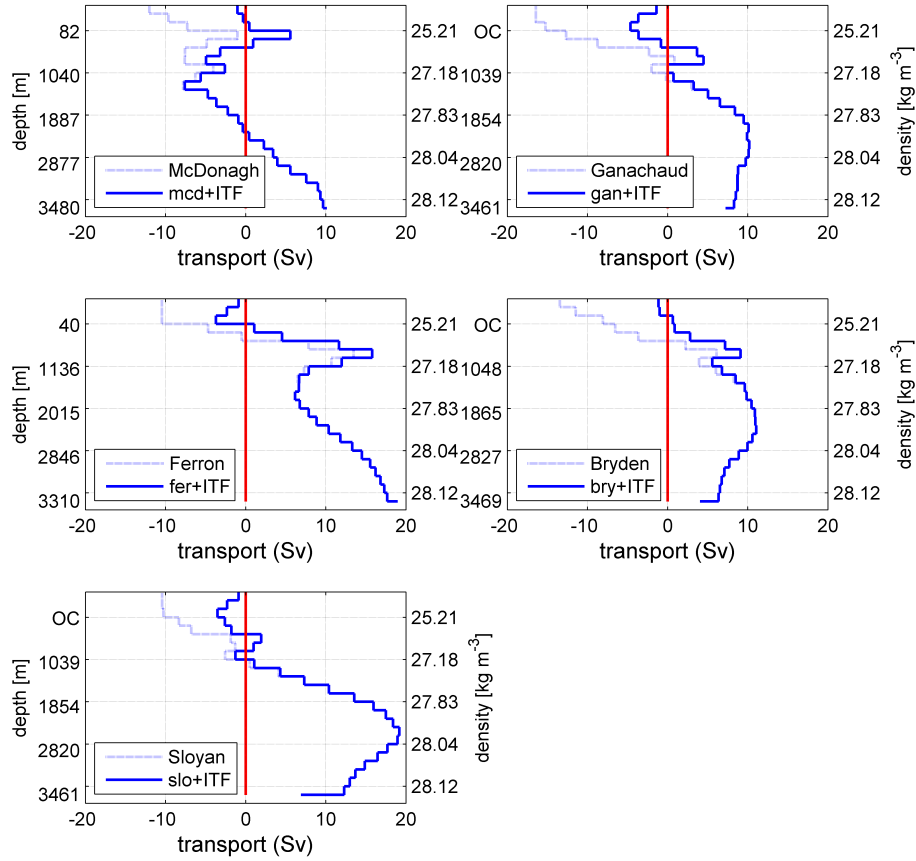 82
1040
1887
2877
3480
depth [m]
25.21
27.18
27.83
28.04
28.12
McDonagh
mcd+ITF
-20 -10 0 10 20
transport (Sv)
OC
1039
1854
2820
3461
25.21
27.18
27.83
28.04
28.12
density [kg m-3]
Ganachaud
gan+ITF
-20 -10 0 10 20
transport (Sv)
40
1136
2015
2846
3310
depth [m]
25.21
27.18
27.83
28.04
28.12
Ferron
fer+ITF
-20 -10 0 10 20
transport (Sv)
OC
1048
1865
2827
3469
25.21
27.18
27.83
28.04
28.12
density [kg m-3]
Bryden
bry+ITF
-20 -10 0 10 20
transport (Sv)
OC
1039
1854
2820
3461
depth [m]
25.21
27.18
27.83
28.04
28.12
density [kg m-3]
Sloyan
slo+ITF
-20 -10 0 10 20
transport (Sv)